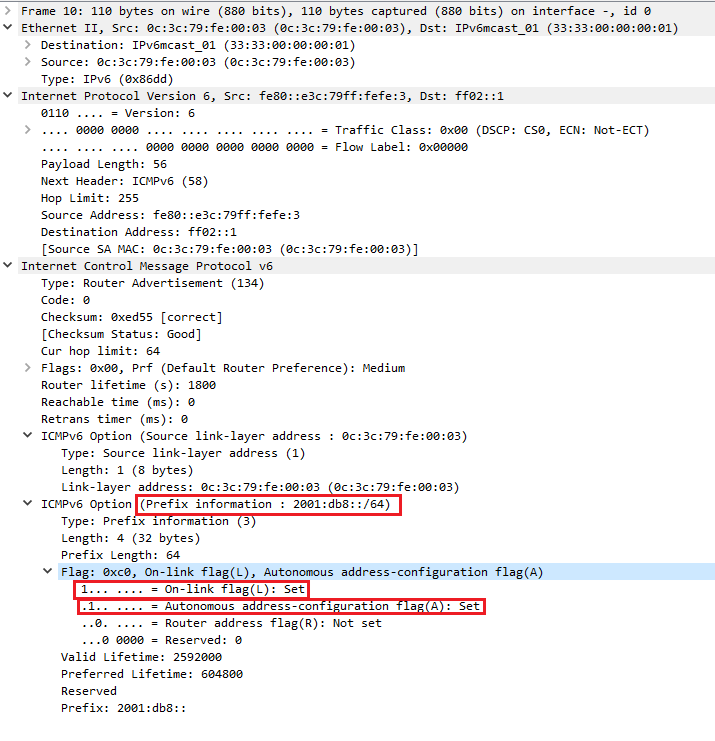 Frame 10: 110 bytes on wire (880 bits), 110 bytes captured (880 bits) on interface -, id 0
Ethernet II, Src: 0c:3c:79:fe:00:03 (0c:3c:79:fe:00:03), Dst: IPv6mcast_01 (33:33:00:00:00:01)
Destination: IPv6mcast_01 (33:33:00:00:00:01)
Source: 0c:3c:79:fe:00:03 (0c:3c:79:fe:00:03)
Type: IPv6 (0x86dd)
Internet Protocol Version 6, Src: fe80::e3c:79ff:fefe:3, Dst: ff02::1
0110 .... = Version: 6
.... 0000 0000 .... .... .... .... .... = Traffic Class: 0x00 (DSCP: CS0, ECN: Not-ECT)
.... .... .... 0000 0000 0000 0000 0000 = Flow Label: 0x00000
Payload Length: 56
Next Header: ICMPv6 (58)
Hop Limit: 255
Source Address: fe80::e3c:79ff:fefe:3
Destination Address: ff02::1
[Source SA MAC: 0c:3c:79:fe:00:03 (0c:3c:79:fe:00:03)]
Internet Control Message Protocol v6
Type: Router Advertisement (134)
Code: 0
Checksum: 0xed55 [correct]
[Checksum Status: Good]
Cur hop limit: 64
Flags: 0x00, Prf (Default Router Preference): Medium
Router lifetime (s): 1800
Reachable time (ms): 0
Retrans timer (ms): 0
ICMPv6 Option (Source link-layer address : 0c:3c:79:fe:00:03)
Type: Source link-layer address (1)
Length: 1 (8 bytes)
Link-layer address: 0c:3c:79:fe:00:03 (0c:3c:79:fe:00:03)
ICMPv6 Option (Prefix information : 2001:db8::/64)
Type: Prefix information (3)
Length: 4 (32 bytes)
Prefix Length: 64
Flag: 0xc0, On-link flag(L), Autonomous address-configuration flag(A)
1... .... = On-link flag(L): Set
.1.. .... = Autonomous address-configuration flag(A): Set
..0. .... = Router address flag(R): Not set
...0 0000 = Reserved: 0
Valid Lifetime: 2592000
Preferred Lifetime: 604800
Reserved
Prefix: 2001:db8::